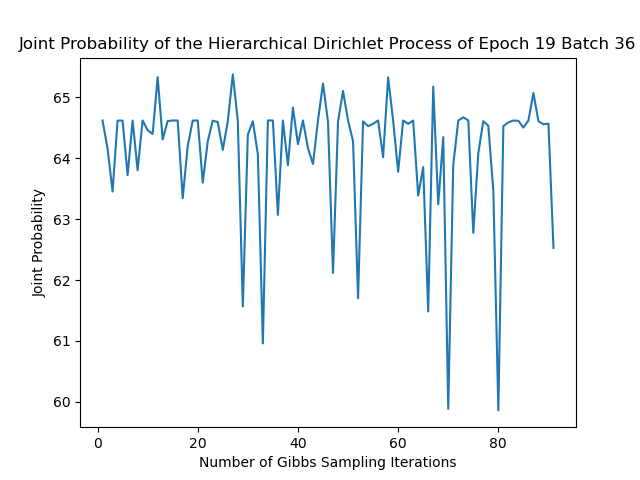 Joint Probability of the Hierarchical Dirichlet Process of Epoch 19 Batch 36
65
64
63
62
61
60
Joint Probability
0 20 40 60 80
Number of Gibbs Sampling Iterations